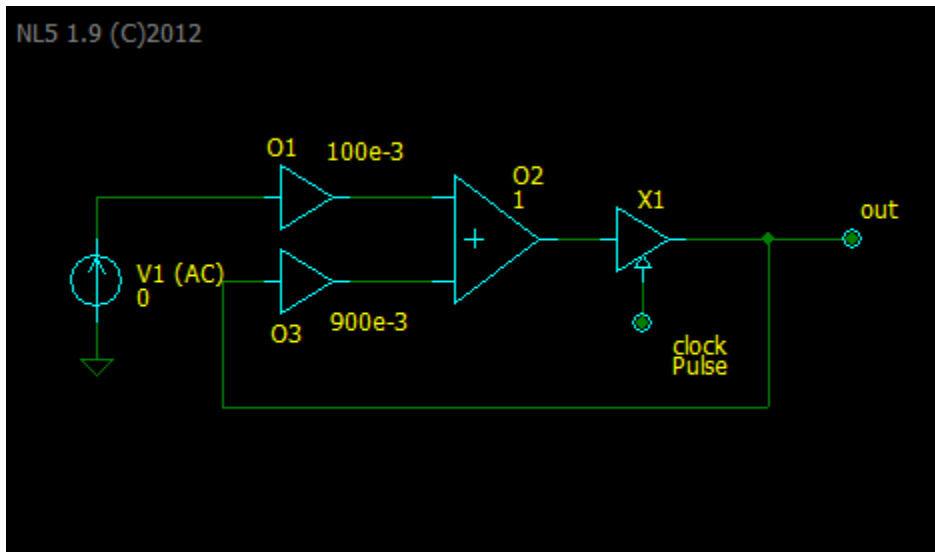 NL5 1.9 (C)2012
O1
100e-3
O2
1
X1
out
V1 (AC)
0
+
O3
900e-3
clock
Pulse